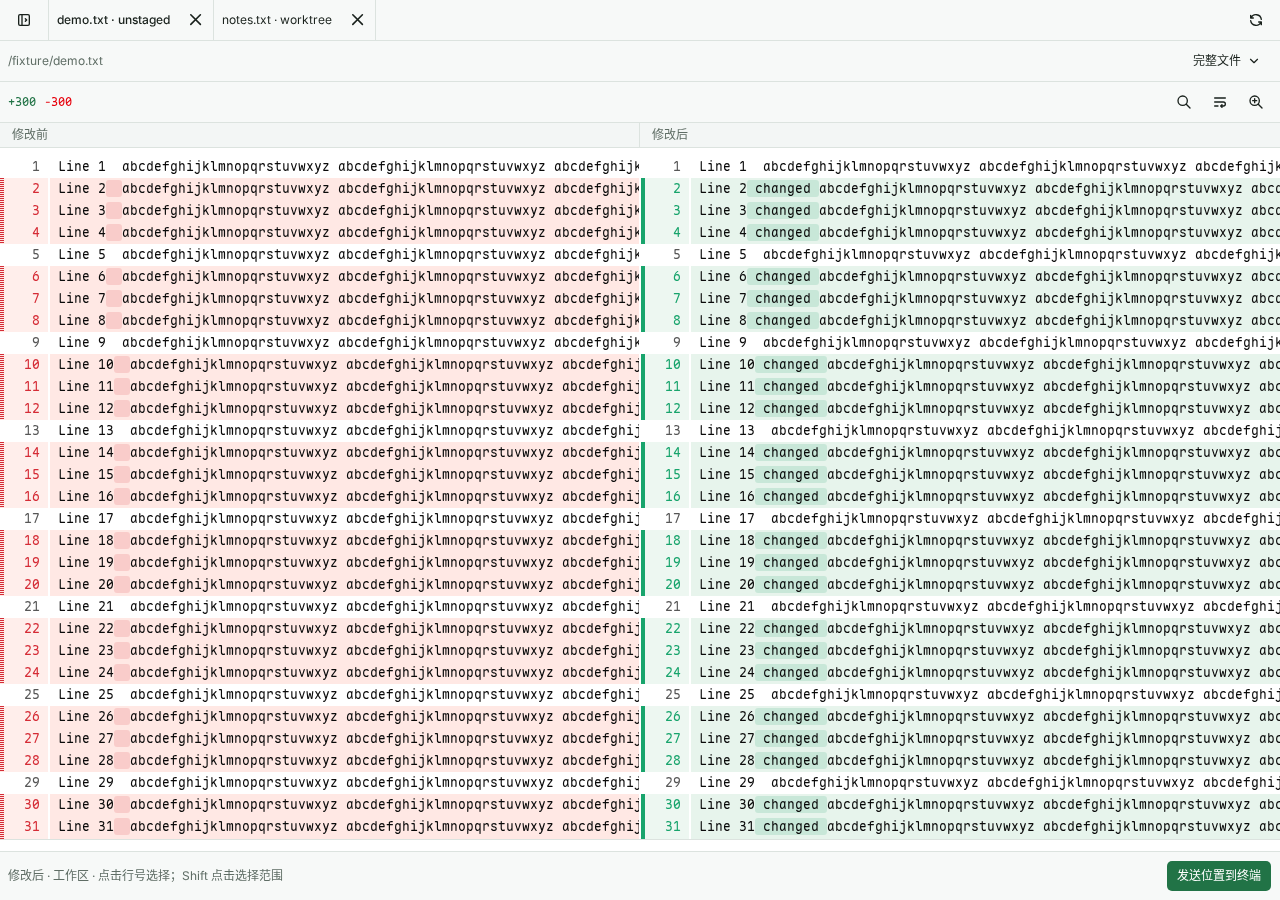 demo.txt · unstaged
notes.txt · worktree
/fixture/demo.txt
完整文件
+300 -300
修改前
1 Line 1  abcdefghijklmnopqrstuvwxyz abcdefghijklmnopqrstuvwxyz abcdefghijk
2 Line 2  abcdefghijklmnopqrstuvwxyz abcdefghijklmnopqrstuvwxyz abcdefghijk
3 Line 3  abcdefghijklmnopqrstuvwxyz abcdefghijklmnopqrstuvwxyz abcdefghijk
4 Line 4  abcdefghijklmnopqrstuvwxyz abcdefghijklmnopqrstuvwxyz abcdefghijk
5 Line 5  abcdefghijklmnopqrstuvwxyz abcdefghijklmnopqrstuvwxyz abcdefghijk
6 Line 6  abcdefghijklmnopqrstuvwxyz abcdefghijklmnopqrstuvwxyz abcdefghijk
7 Line 7  abcdefghijklmnopqrstuvwxyz abcdefghijklmnopqrstuvwxyz abcdefghijk
8 Line 8  abcdefghijklmnopqrstuvwxyz abcdefghijklmnopqrstuvwxyz abcdefghijk
9 Line 9  abcdefghijklmnopqrstuvwxyz abcdefghijklmnopqrstuvwxyz abcdefghijk
10 Line 10  abcdefghijklmnopqrstuvwxyz abcdefghijklmnopqrstuvwxyz abcdefghij
11 Line 11  abcdefghijklmnopqrstuvwxyz abcdefghijklmnopqrstuvwxyz abcdefghij
12 Line 12  abcdefghijklmnopqrstuvwxyz abcdefghijklmnopqrstuvwxyz abcdefghij
13 Line 13  abcdefghijklmnopqrstuvwxyz abcdefghijklmnopqrstuvwxyz abcdefghij
14 Line 14  abcdefghijklmnopqrstuvwxyz abcdefghijklmnopqrstuvwxyz abcdefghij
15 Line 15  abcdefghijklmnopqrstuvwxyz abcdefghijklmnopqrstuvwxyz abcdefghij
16 Line 16  abcdefghijklmnopqrstuvwxyz abcdefghijklmnopqrstuvwxyz abcdefghij
17 Line 17  abcdefghijklmnopqrstuvwxyz abcdefghijklmnopqrstuvwxyz abcdefghij
18 Line 18  abcdefghijklmnopqrstuvwxyz abcdefghijklmnopqrstuvwxyz abcdefghij
19 Line 19  abcdefghijklmnopqrstuvwxyz abcdefghijklmnopqrstuvwxyz abcdefghij
20 Line 20  abcdefghijklmnopqrstuvwxyz abcdefghijklmnopqrstuvwxyz abcdefghij
21 Line 21  abcdefghijklmnopqrstuvwxyz abcdefghijklmnopqrstuvwxyz abcdefghij
22 Line 22  abcdefghijklmnopqrstuvwxyz abcdefghijklmnopqrstuvwxyz abcdefghij
23 Line 23  abcdefghijklmnopqrstuvwxyz abcdefghijklmnopqrstuvwxyz abcdefghij
24 Line 24  abcdefghijklmnopqrstuvwxyz abcdefghijklmnopqrstuvwxyz abcdefghij
25 Line 25  abcdefghijklmnopqrstuvwxyz abcdefghijklmnopqrstuvwxyz abcdefghij
26 Line 26  abcdefghijklmnopqrstuvwxyz abcdefghijklmnopqrstuvwxyz abcdefghij
27 Line 27  abcdefghijklmnopqrstuvwxyz abcdefghijklmnopqrstuvwxyz abcdefghij
28 Line 28  abcdefghijklmnopqrstuvwxyz abcdefghijklmnopqrstuvwxyz abcdefghij
29 Line 29  abcdefghijklmnopqrstuvwxyz abcdefghijklmnopqrstuvwxyz abcdefghij
30 Line 30  abcdefghijklmnopqrstuvwxyz abcdefghijklmnopqrstuvwxyz abcdefghij
31 Line 31  abcdefghijklmnopqrstuvwxyz abcdefghijklmnopqrstuvwxyz abcdefghij
修改后
1 Line 1  abcdefghijklmnopqrstuvwxyz abcdefghijklmnopqrstuvwxyz abcdefghijk
2 Line 2 changed abcdefghijklmnopqrstuvwxyz abcdefghijklmnopqrstuvwxyz abcd
3 Line 3 changed abcdefghijklmnopqrstuvwxyz abcdefghijklmnopqrstuvwxyz abcd
4 Line 4 changed abcdefghijklmnopqrstuvwxyz abcdefghijklmnopqrstuvwxyz abcd
5 Line 5  abcdefghijklmnopqrstuvwxyz abcdefghijklmnopqrstuvwxyz abcdefghijk
6 Line 6 changed abcdefghijklmnopqrstuvwxyz abcdefghijklmnopqrstuvwxyz abcd
7 Line 7 changed abcdefghijklmnopqrstuvwxyz abcdefghijklmnopqrstuvwxyz abcd
8 Line 8 changed abcdefghijklmnopqrstuvwxyz abcdefghijklmnopqrstuvwxyz abcd
9 Line 9  abcdefghijklmnopqrstuvwxyz abcdefghijklmnopqrstuvwxyz abcdefghijk
10 Line 10 changed abcdefghijklmnopqrstuvwxyz abcdefghijklmnopqrstuvwxyz abc
11 Line 11 changed abcdefghijklmnopqrstuvwxyz abcdefghijklmnopqrstuvwxyz abc
12 Line 12 changed abcdefghijklmnopqrstuvwxyz abcdefghijklmnopqrstuvwxyz abc
13 Line 13  abcdefghijklmnopqrstuvwxyz abcdefghijklmnopqrstuvwxyz abcdefghij
14 Line 14 changed abcdefghijklmnopqrstuvwxyz abcdefghijklmnopqrstuvwxyz abc
15 Line 15 changed abcdefghijklmnopqrstuvwxyz abcdefghijklmnopqrstuvwxyz abc
16 Line 16 changed abcdefghijklmnopqrstuvwxyz abcdefghijklmnopqrstuvwxyz abc
17 Line 17  abcdefghijklmnopqrstuvwxyz abcdefghijklmnopqrstuvwxyz abcdefghij
18 Line 18 changed abcdefghijklmnopqrstuvwxyz abcdefghijklmnopqrstuvwxyz abc
19 Line 19 changed abcdefghijklmnopqrstuvwxyz abcdefghijklmnopqrstuvwxyz abc
20 Line 20 changed abcdefghijklmnopqrstuvwxyz abcdefghijklmnopqrstuvwxyz abc
21 Line 21  abcdefghijklmnopqrstuvwxyz abcdefghijklmnopqrstuvwxyz abcdefghij
22 Line 22 changed abcdefghijklmnopqrstuvwxyz abcdefghijklmnopqrstuvwxyz abc
23 Line 23 changed abcdefghijklmnopqrstuvwxyz abcdefghijklmnopqrstuvwxyz abc
24 Line 24 changed abcdefghijklmnopqrstuvwxyz abcdefghijklmnopqrstuvwxyz abc
25 Line 25  abcdefghijklmnopqrstuvwxyz abcdefghijklmnopqrstuvwxyz abcdefghij
26 Line 26 changed abcdefghijklmnopqrstuvwxyz abcdefghijklmnopqrstuvwxyz abc
27 Line 27 changed abcdefghijklmnopqrstuvwxyz abcdefghijklmnopqrstuvwxyz abc
28 Line 28 changed abcdefghijklmnopqrstuvwxyz abcdefghijklmnopqrstuvwxyz abc
29 Line 29  abcdefghijklmnopqrstuvwxyz abcdefghijklmnopqrstuvwxyz abcdefghij
30 Line 30 changed abcdefghijklmnopqrstuvwxyz abcdefghijklmnopqrstuvwxyz abc
31 Line 31 changed abcdefghijklmnopqrstuvwxyz abcdefghijklmnopqrstuvwxyz abc
修改后 · 工作区 · 点击行号选择；Shift 点击选择范围
发送位置到终端